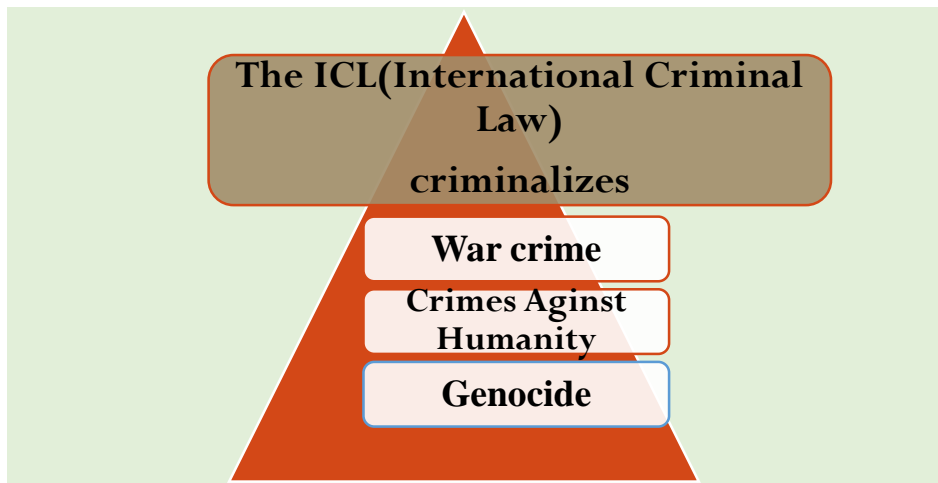 The ICL(International Criminal
Law)
criminalizes
War crime
Crimes Aginst
Humanity
Genocide